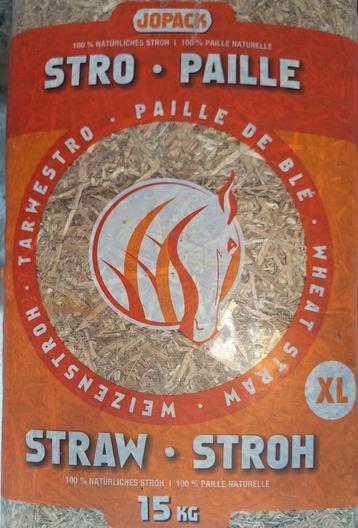 JOPACK
100 % NATÜRLICHES STROH | 100 % PAILLE NATURELLE
STRO · PAILLE
TARWESTRO · PAILLE DE BLÉ · WHEAT STRAW · WEIZENSTROH ·
XL
STRAW · STROH
100 % NATÜRLICHES STROH | 100 % PAILLE NATURELLE
15 KG